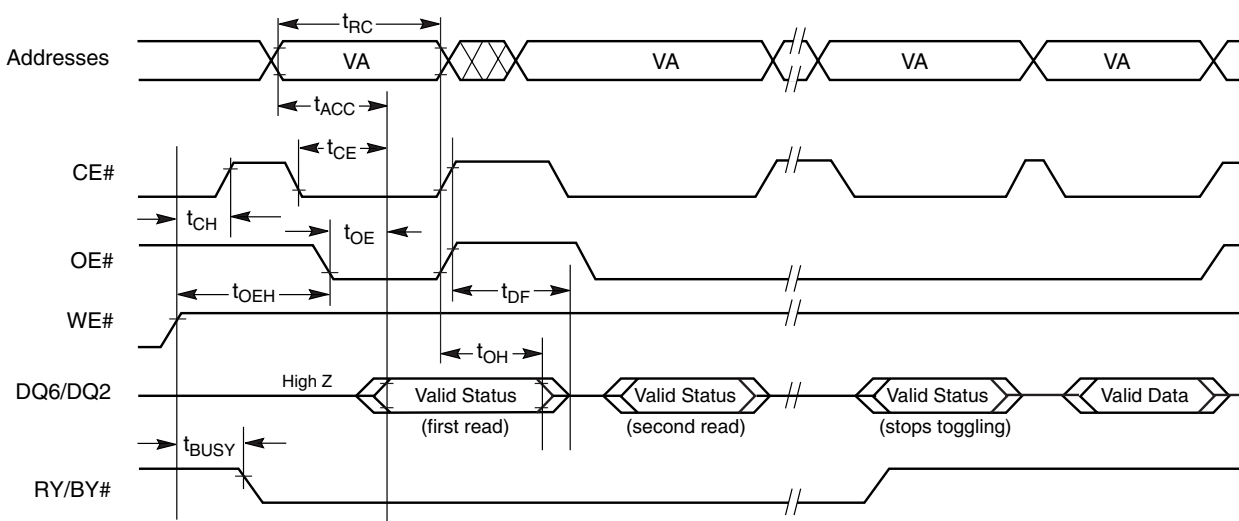 tRC
Addresses VA VA VA VA
tACC
tCE
CE#
tCH tOE
OE#
tOEH tDF
WE#
tOH
DQ6/DQ2 High Z Valid Status Valid Status Valid Status Valid Data
(first read) (second read) (stops toggling)
tBUSY
RY/BY#